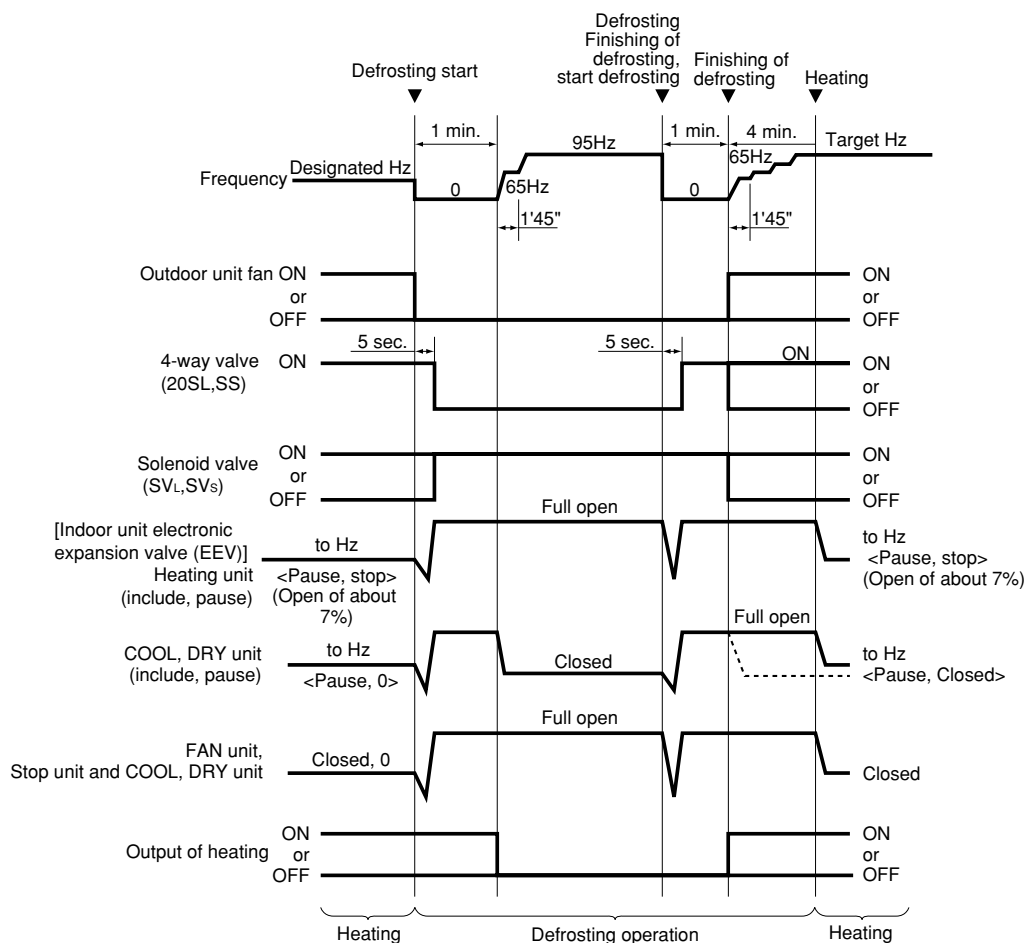 Defrosting
Finishing of
defrosting,
start defrosting
Finishing of
defrosting
Defrosting start
Heating
1 min.
95Hz
1 min.
4 min.
Target Hz
Frequency
Designated Hz
0
65Hz
1'45"
0
65Hz
1'45"
Outdoor unit fan ON
or
OFF
ON
or
OFF
5 sec.
5 sec.
4-way valve
(20SL,SS)
ON
ON
ON
or
OFF
Solenoid valve
(SVL,SVS)
ON
or
OFF
ON
or
OFF
[Indoor unit electronic
expansion valve (EEV)]
Heating unit
(include, pause)
to Hz
<Pause, stop>
(Open of about
7%)
Full open
to Hz
<Pause, stop>
(Open of about 7%)
COOL, DRY unit
(include, pause)
to Hz
<Pause, 0>
Closed
Full open
to Hz
<Pause, Closed>
FAN unit,
Stop unit and COOL, DRY unit
Closed, 0
Full open
Closed
Output of heating
ON
or
OFF
ON
or
OFF
Heating
Defrosting operation
Heating